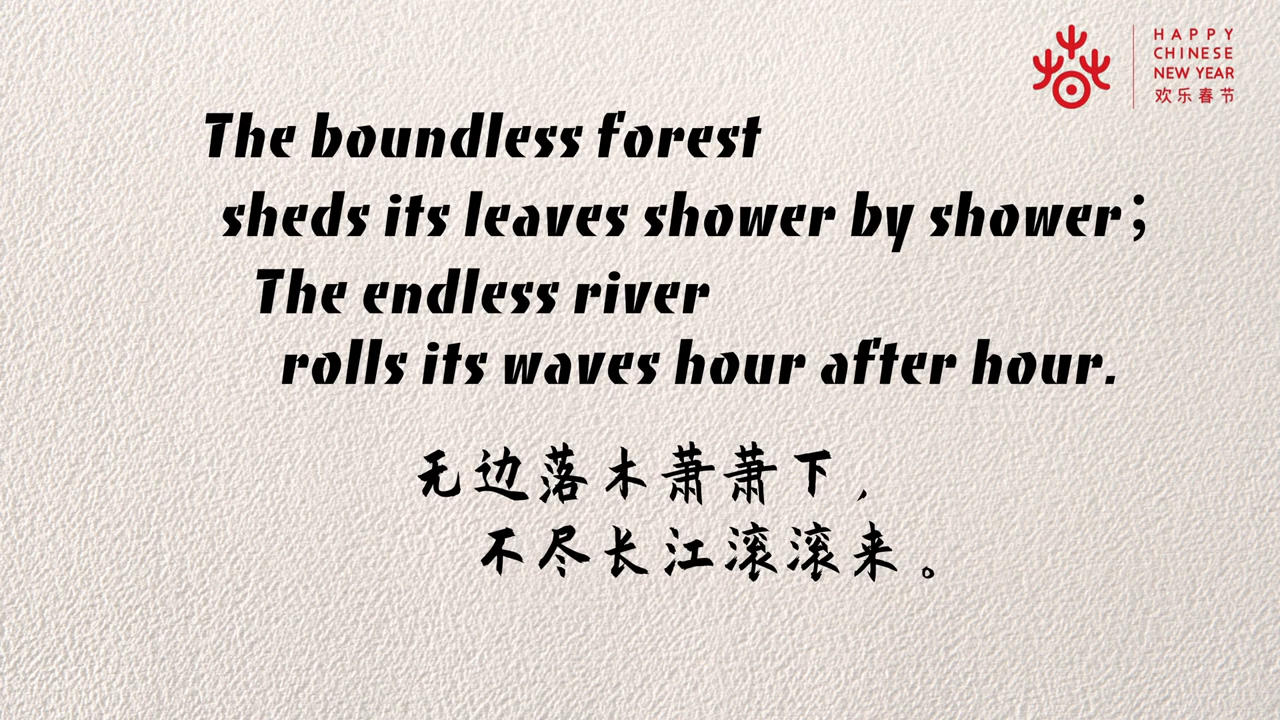 HAPPY
CHINESE
NEW YEAR
欢乐春节
The boundless forest
sheds its leaves shower by shower;
The endless river
rolls its waves hour after hour.
无边落木萧萧下，
不尽长江滚滚来。